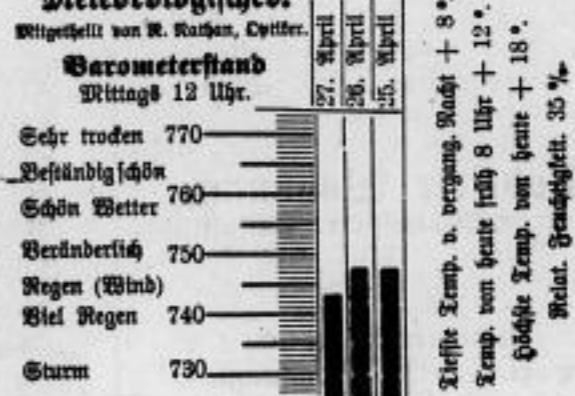 Meteorologisches.
Mitgetheilt von R. Nathan, Optiker.
Barometerstand
Mittags 12 Uhr.
27. April
26. April
25. April
Sehr trocken 770
Beständig schön
Schön Wetter 760
Veränderlich 750
Regen (Wind)
Viel Regen 740
Sturm 730
Tiefste Temp. v. vergang. Nacht + 8°.
Temp. von heute früh 8 Uhr + 12°.
Höchste Temp. von heute + 18°.
Relat. Feuchtigkeit. 35 %